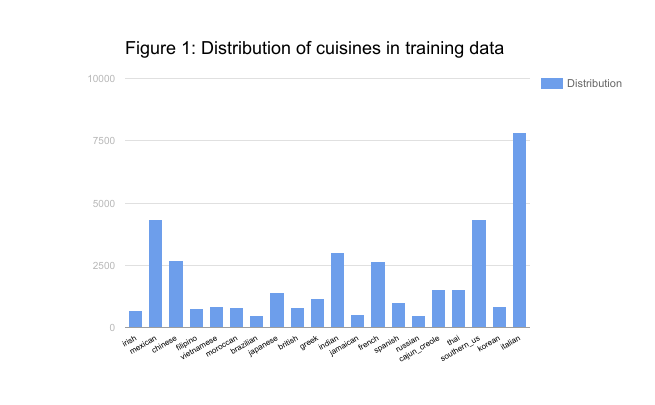 Figure 1: Distribution of cuisines in training data
10000
7500
5000
2500
0
Distribution
irish
mexican
chinese
filipino
vietnamese
moroccan
brazilian
japanese
british
greek
indian
jamaican
french
spanish
russian
cajun_creole
thai
southern_us
korean
italian